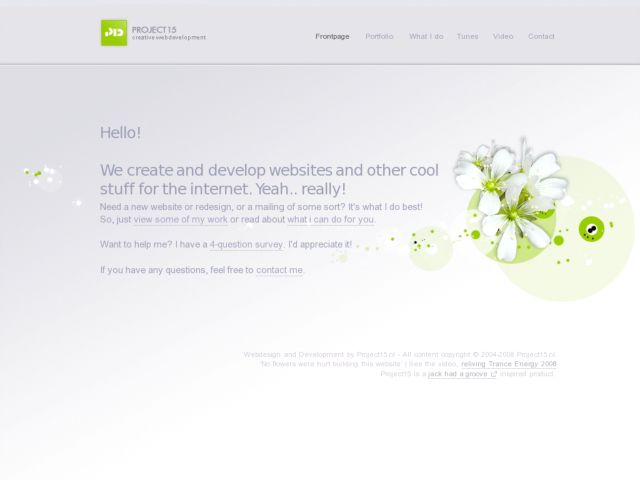 PROJECT15
creative webdevelopment
Frontpage Portfolio What I do Tunes Video Contact
Hello!
We create and develop websites and other cool
stuff for the internet. Yeah.. really!
Need a new website or redesign, or a mailing of some sort? It's what I do best!
So, just view some of my work or read about what i can do for you.
Want to help me? I have a 4-question survey. I'd appreciate it!
If you have any questions, feel free to contact me.
Webdesign and Development by Project15.nl - All content copyright © 2004-2008 Project15.nl
'No flowers were hurt building this website' | See the video, reliving Trance Energy 2008
Project15 is a jack had a groove inspired product.